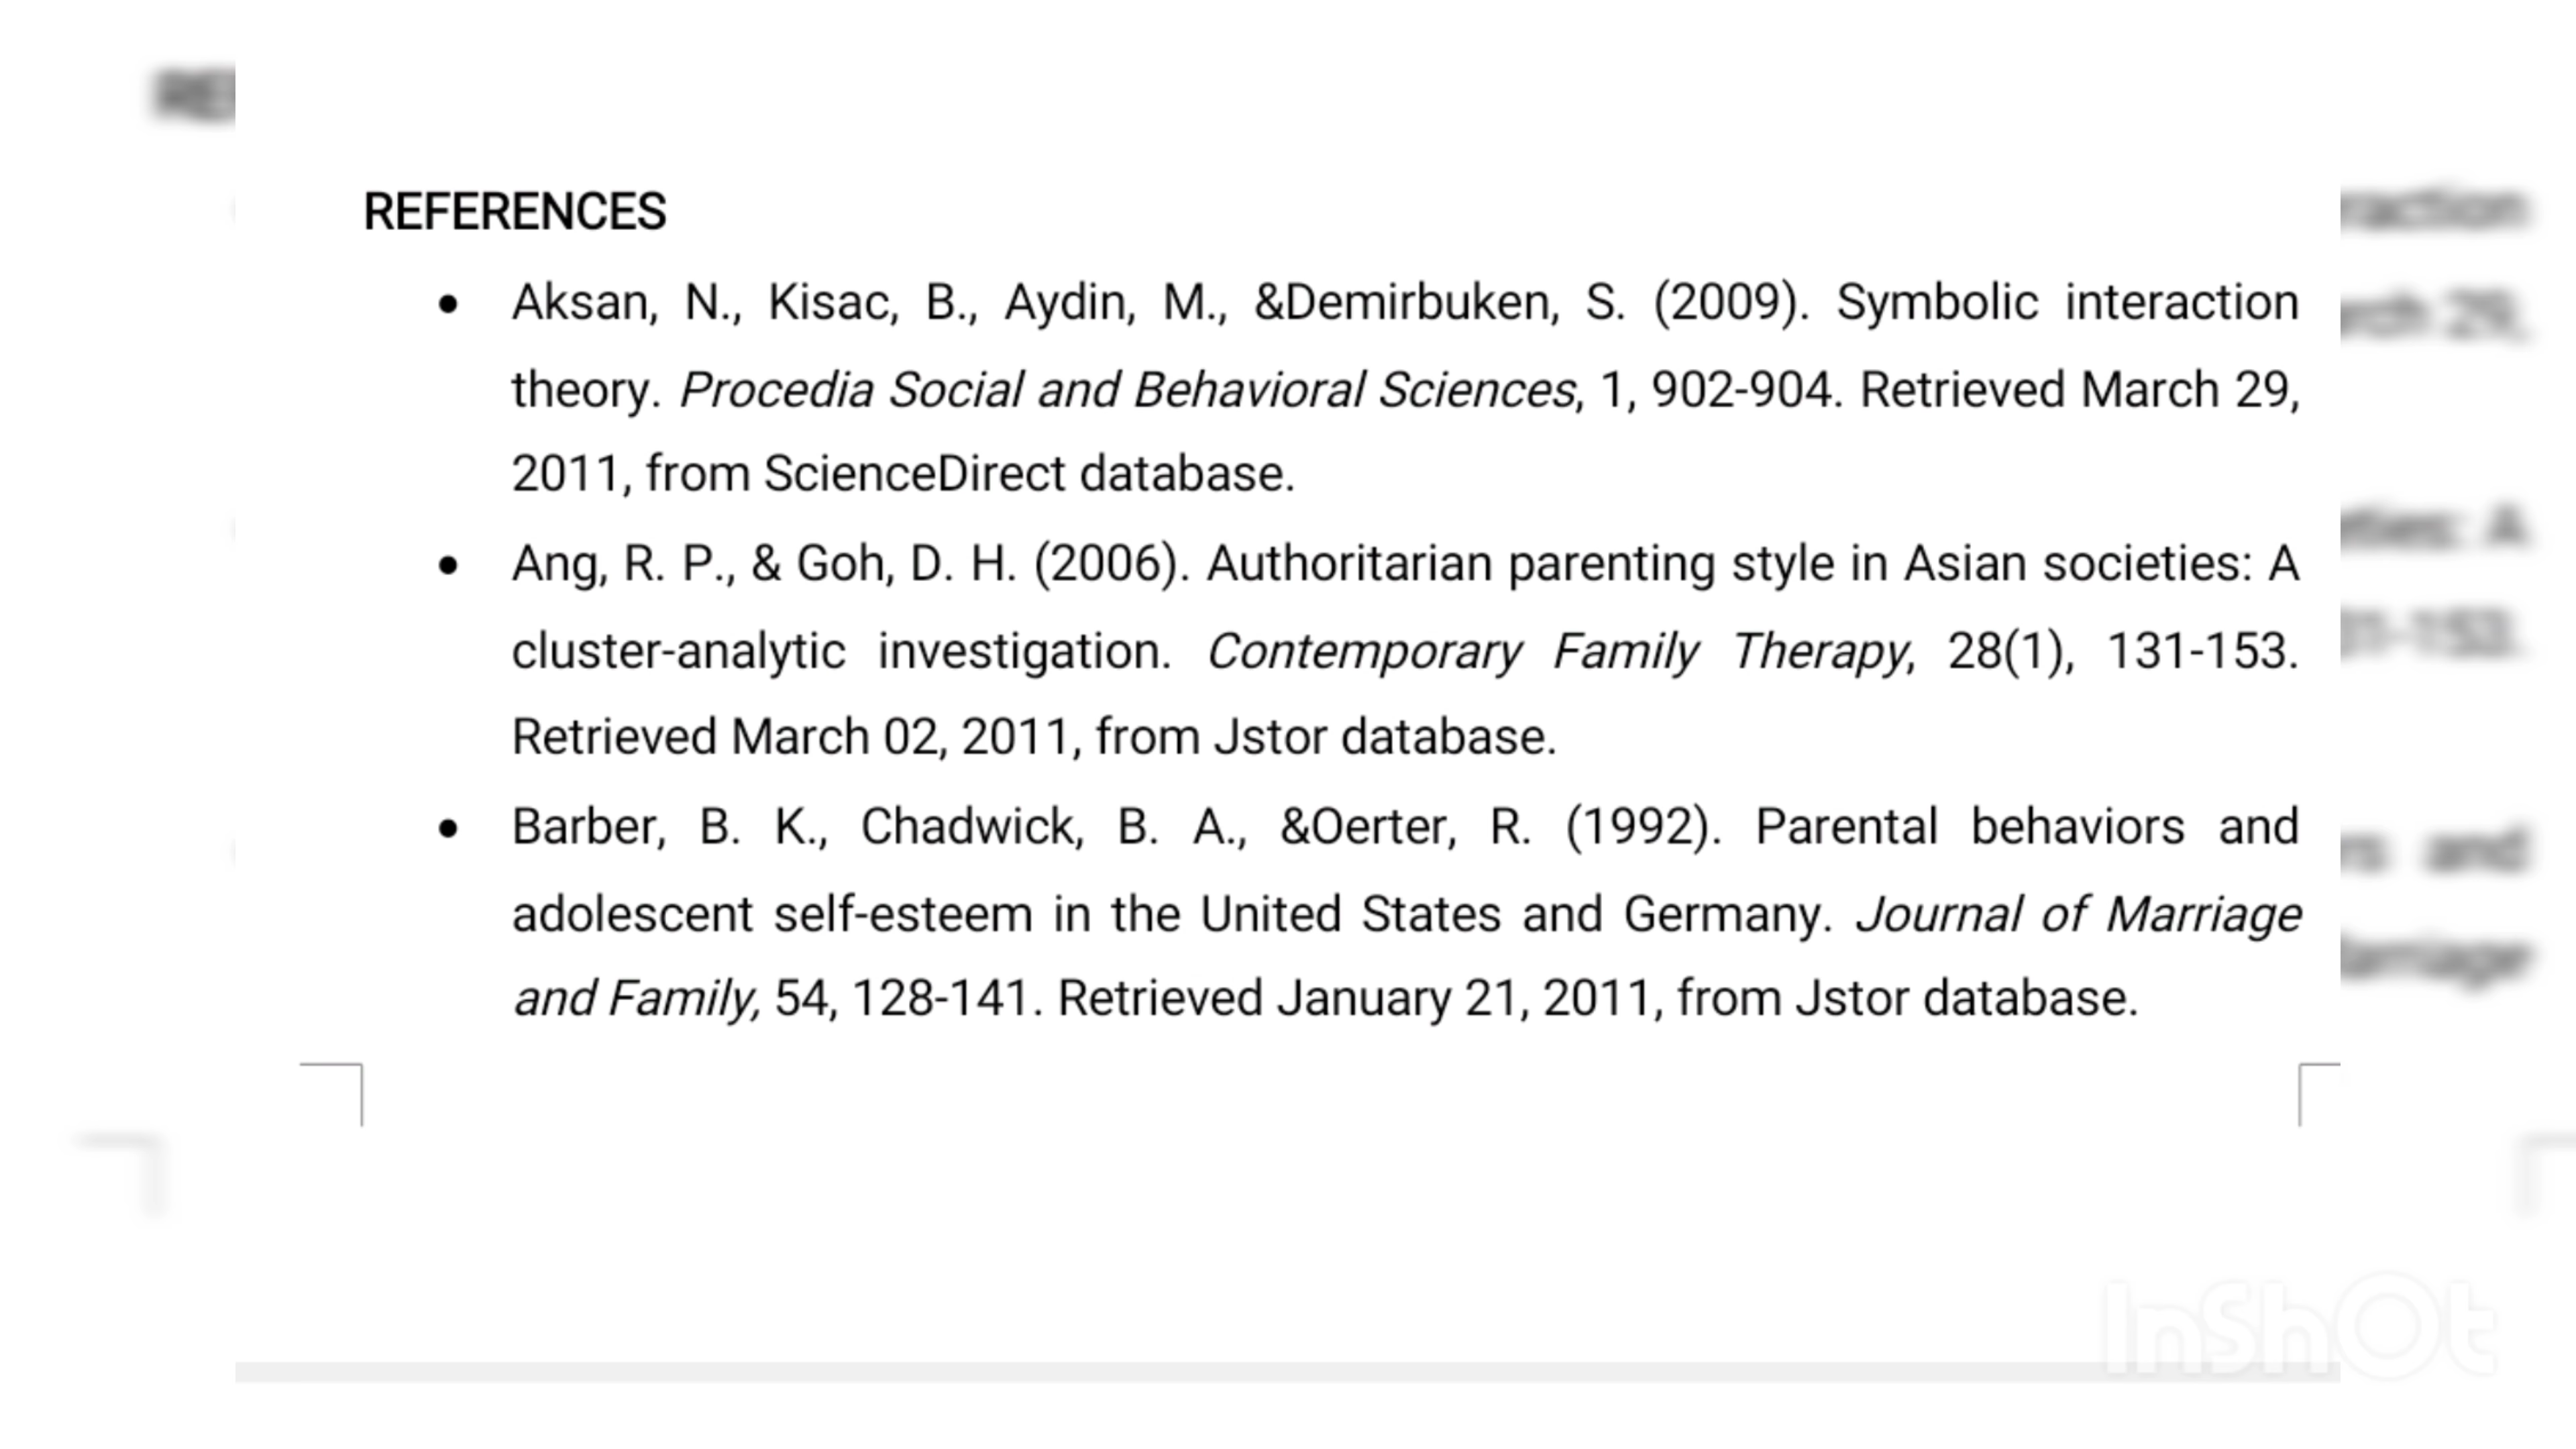 REFERENCES
• Aksan, N., Kisac, B., Aydin, M., &Demirbuken, S. (2009). Symbolic interaction
theory. Procedia Social and Behavioral Sciences, 1, 902-904. Retrieved March 29,
2011, from ScienceDirect database.
• Ang, R. P., & Goh, D. H. (2006). Authoritarian parenting style in Asian societies: A
cluster-analytic investigation. Contemporary Family Therapy, 28(1), 131-153.
Retrieved March 02, 2011, from Jstor database.
• Barber, B. K., Chadwick, B. A., &Oerter, R. (1992). Parental behaviors and
adolescent self-esteem in the United States and Germany. Journal of Marriage
and Family, 54, 128-141. Retrieved January 21, 2011, from Jstor database.
InShOt